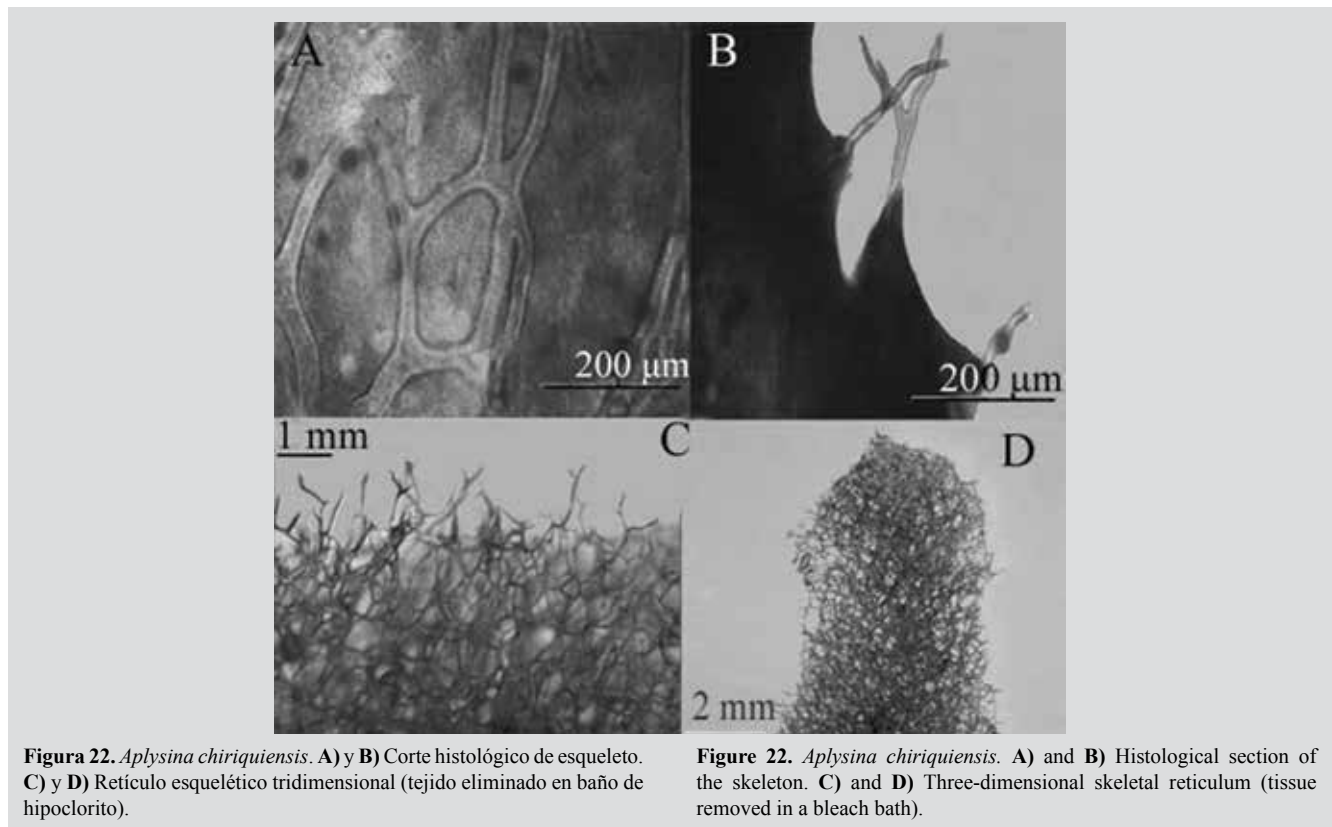 A
B
200 µm
200 µm
1 mm
C
D
2 mm
Figura 22. Aplysina chiriquiensis. A) y B) Corte histológico de esqueleto.
C) y D) Retículo esquelético tridimensional (tejido eliminado en baño de
hipoclorito).
Figure 22. Aplysina chiriquiensis. A) and B) Histological section of
the skeleton. C) and D) Three-dimensional skeletal reticulum (tissue
removed in a bleach bath).